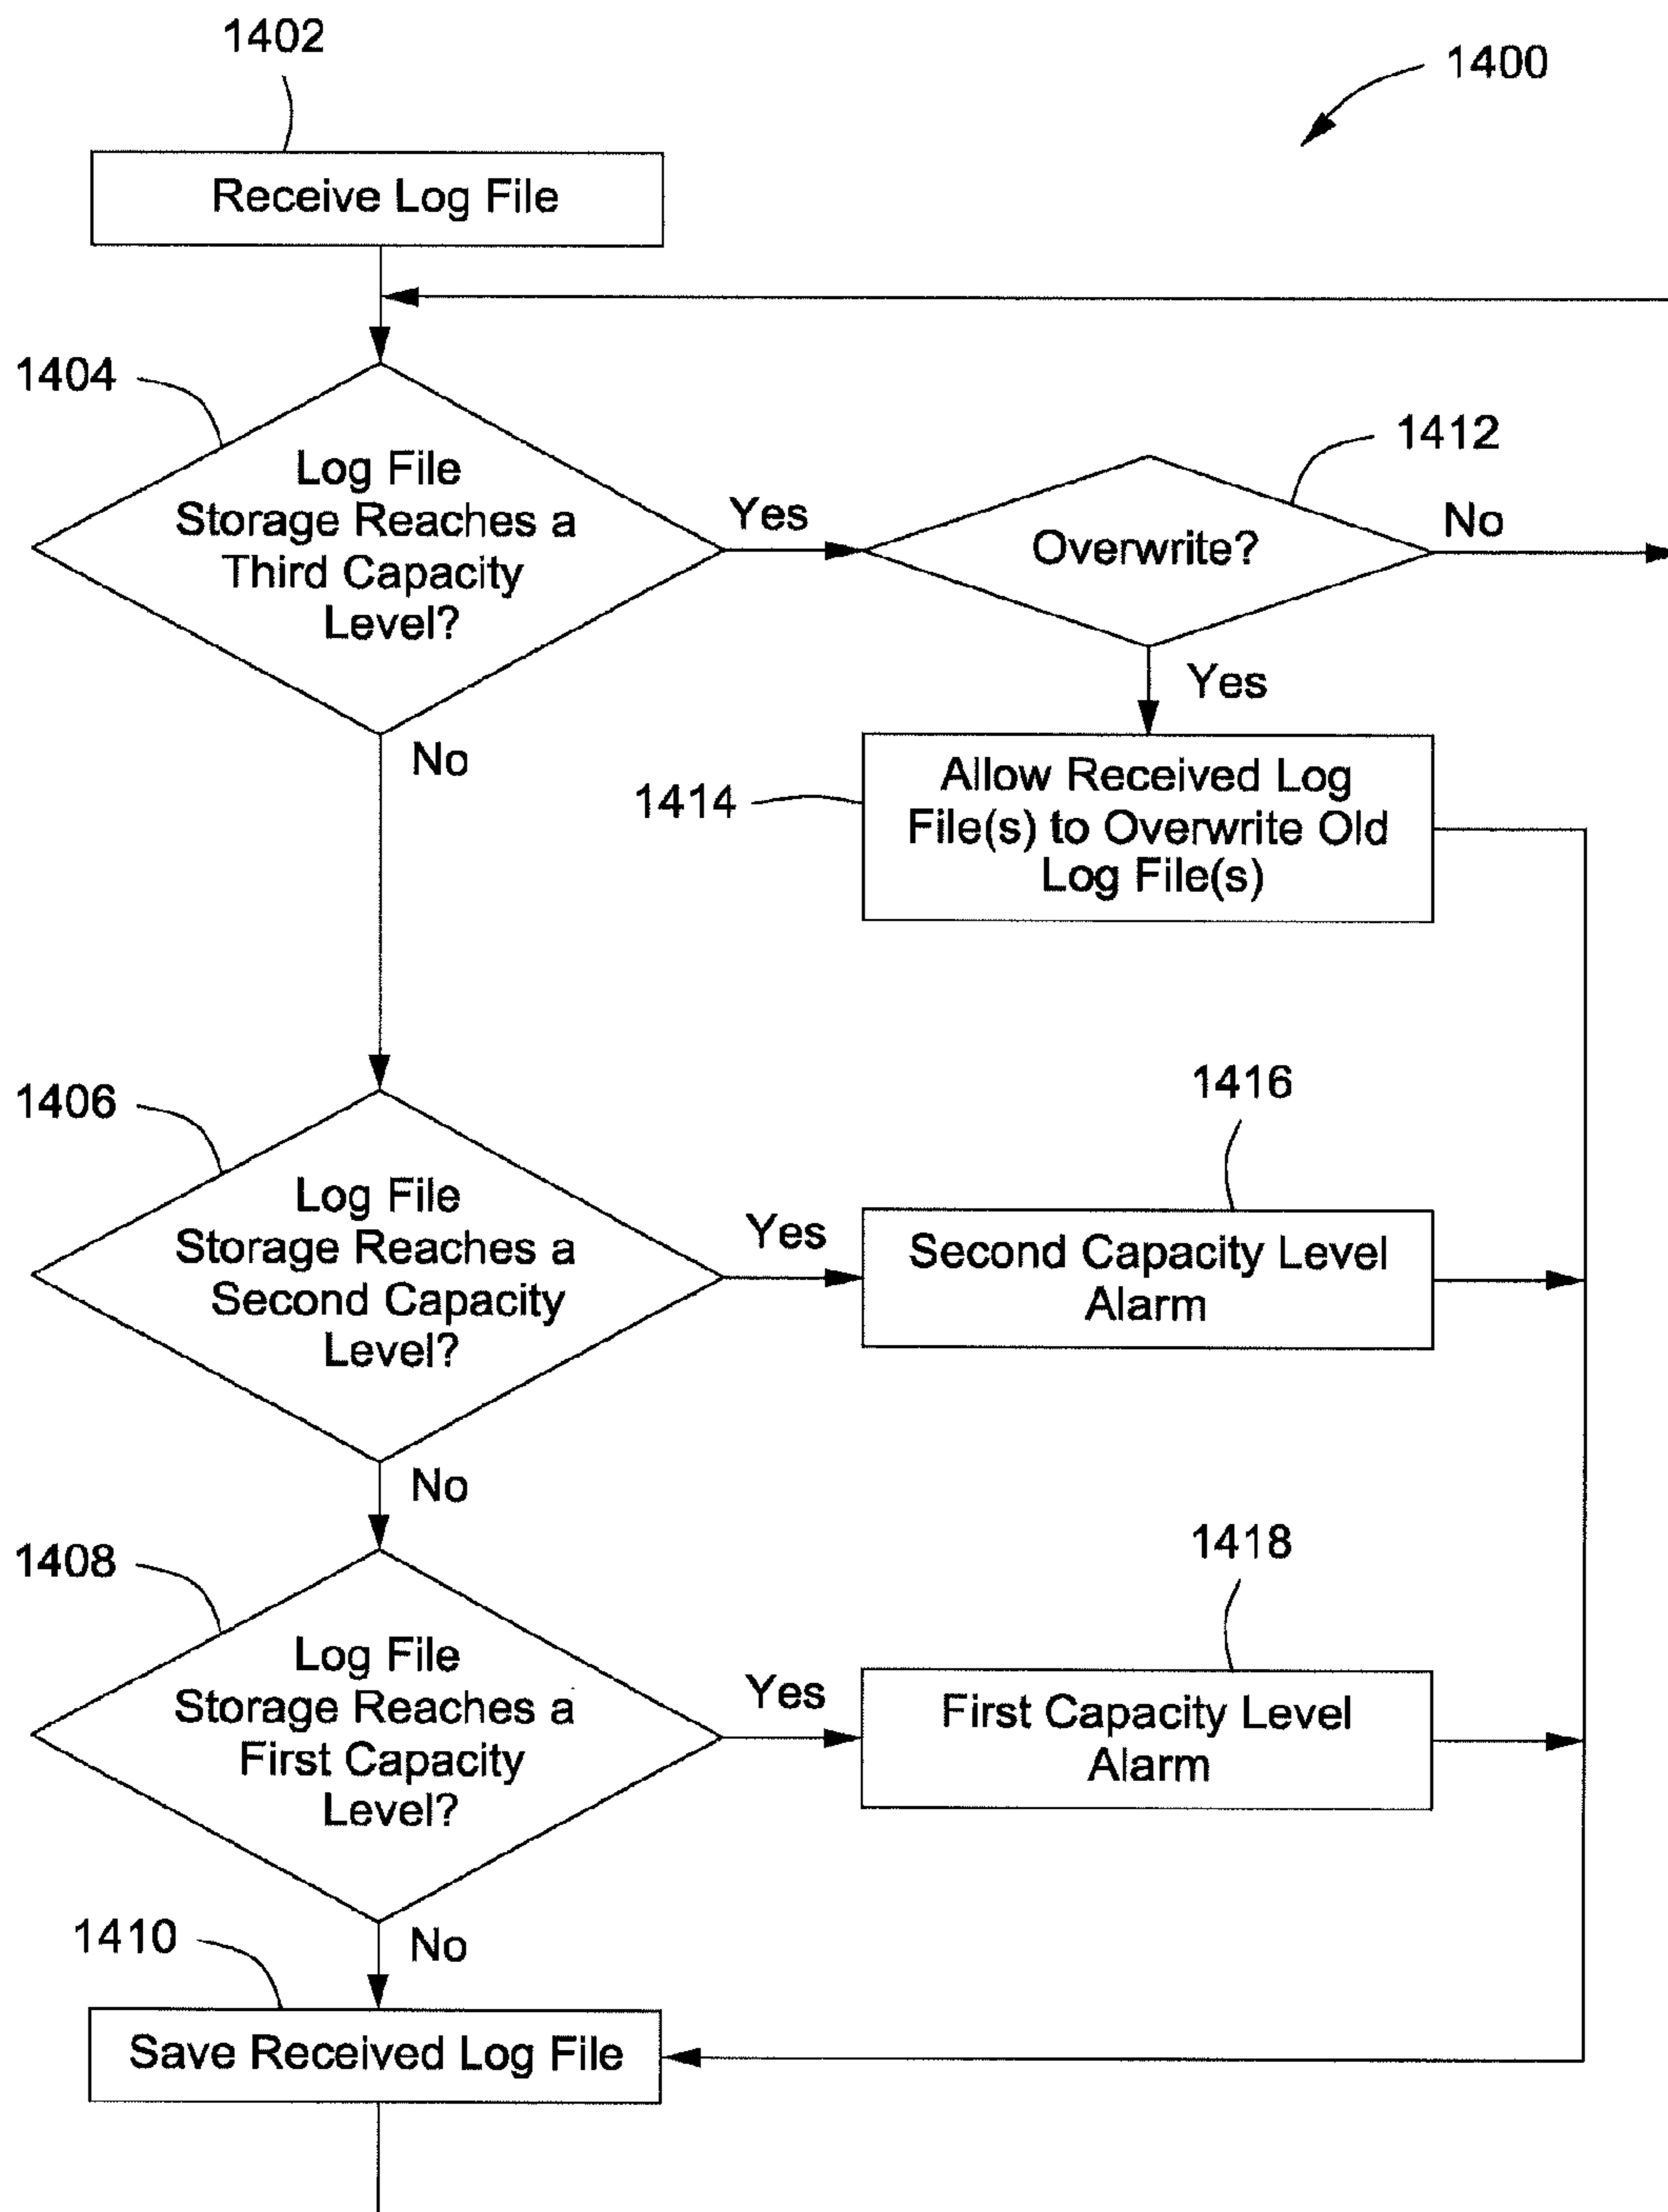 1402
1400
Receive Log File
1404
Log File
Storage Reaches a
Third Capacity
Level?
Yes
1412
Overwrite?
No
Yes
No
1414
Allow Received Log
File(s) to Overwrite Old
Log File(s)
1406
Log File
Storage Reaches a
Second Capacity
Level?
Yes
1416
Second Capacity Level
Alarm
No
1408
Log File
Storage Reaches a
First Capacity
Level?
Yes
1418
First Capacity Level
Alarm
No
1410
Save Received Log File